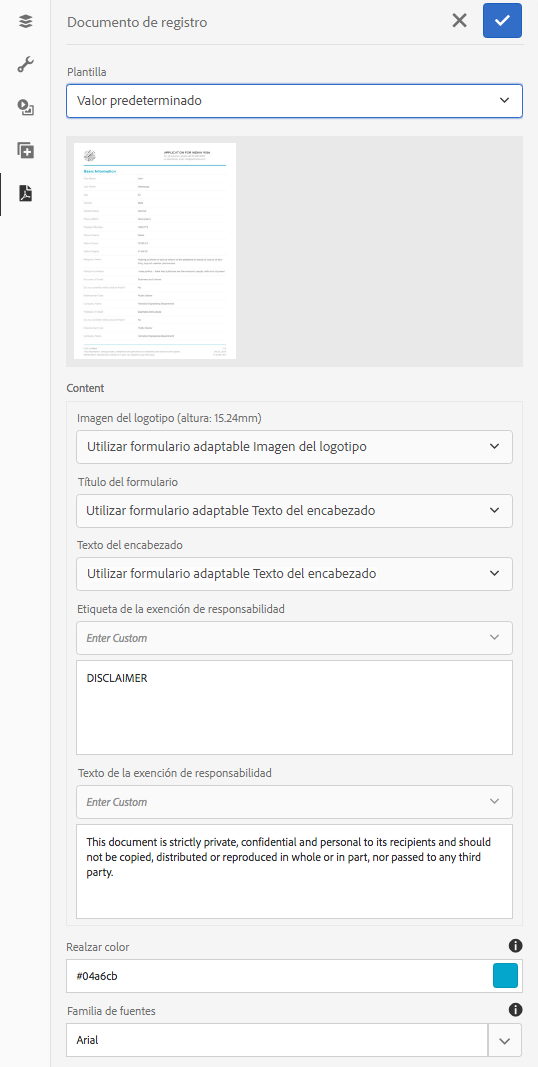 Documento de registro
Plantilla
Valor predeterminado
APPLICATION FOR MEDIA VISA
Basic Information
Content
Imagen del logotipo (altura: 15.24mm)
Utilizar formulario adaptable Imagen del logotipo
Título del formulario
Utilizar formulario adaptable Texto del encabezado
Texto del encabezado
Utilizar formulario adaptable Texto del encabezado
Etiqueta de la exención de responsabilidad
Enter Custom
DISCLAIMER
Texto de la exención de responsabilidad
Enter Custom
This document is strictly private, confidential and personal to its recipients and should
not be copied, distributed or reproduced in whole or in part, nor passed to any third
party.
Realzar color
#04a6cb
Familia de fuentes
Arial